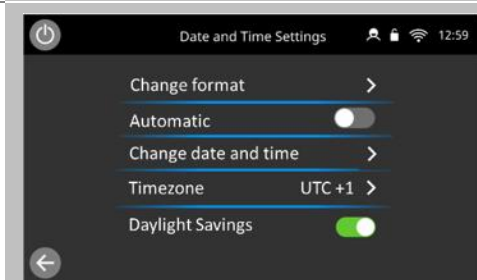 Date and Time Settings 12:59
Change format
Automatic
Change date and time
Timezone UTC +1
Daylight Savings